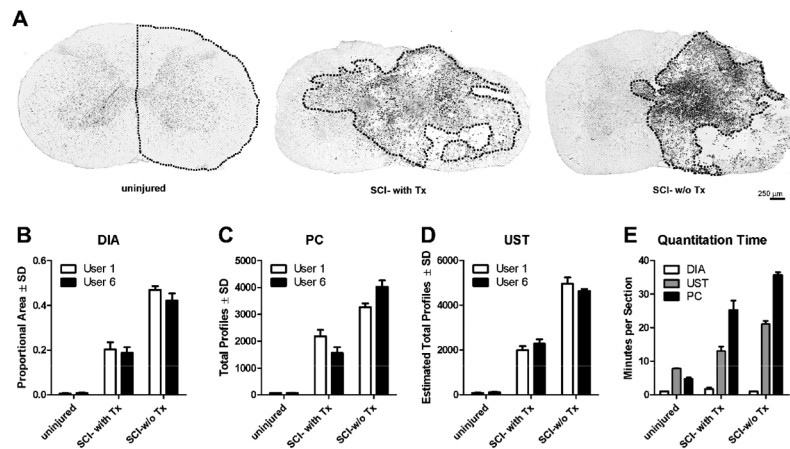 A
uninjured
SCI- with Tx
SCI- w/o Tx
250 µm
B
DIA
Proportional Area ± SD
0.6
0.4
0.2
0.0
User 1
User 6
uninjured
SCI- with Tx
SCI-w/o Tx
C
PC
Total Profiles ± SD
5000
4000
3000
2000
1000
0
User 1
User 6
uninjured
SCI- with Tx
SCI-w/o Tx
D
UST
Estimated Total Profiles ± SD
6000
4000
2000
0
User 1
User 6
uninjured
SCI- with Tx
SCI-w/o Tx
E
Quantitation Time
Minutes per Section
40
30
20
10
0
DIA
UST
PC
uninjured
SCI- with Tx
SCI-w/o Tx